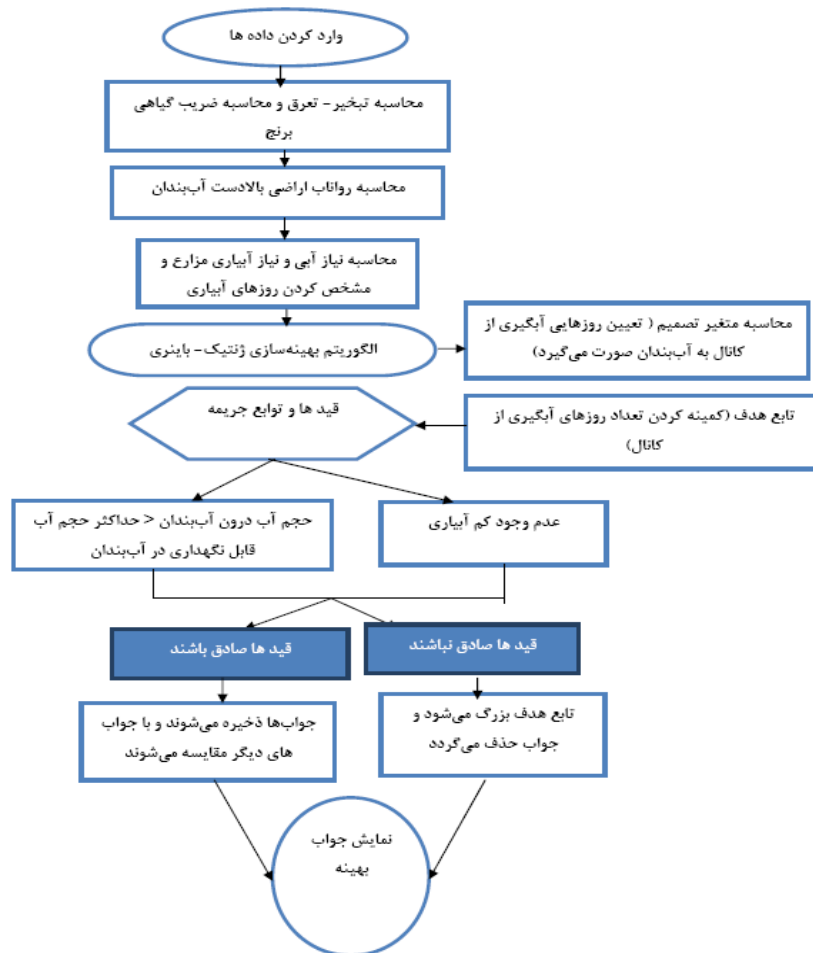 وارد کردن داده ها
محاسبه تبخیر - تعرق و محاسبه ضریب گیاهی
برنج
محاسبه رواناب اراضی بالادست آب‌بندان
محاسبه نیاز آبی و نیاز آبیاری مزارع و
مشخص کردن روزهای آبیاری
الگوریتم بهینه‌سازی ژنتیک - باینری
محاسبه متغیر تصمیم ( تعیین روزهایی آبگیری از
کانال به آب‌بندان صورت می‌گیرد)
قید ها و توابع جریمه
تابع هدف (کمینه کردن تعداد روزهای آبگیری از
کانال)
عدم وجود کم آبیاری
حجم آب درون آب‌بندان < حداکثر حجم آب
قابل نگهداری در آب‌بندان
قید ها صادق نباشند
قید ها صادق باشند
تابع هدف بزرگ می‌شود و
جواب حذف می‌گردد
جواب‌ها ذخیره می‌شوند و با جواب
های دیگر مقایسه می‌شوند
نمایش جواب
بهینه